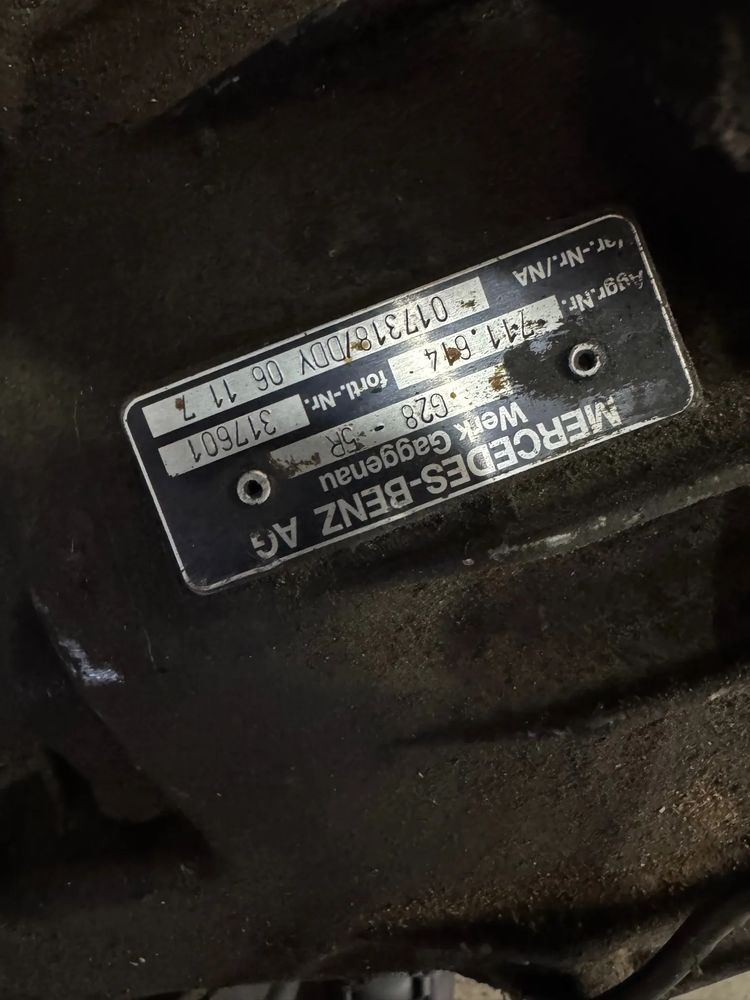 MERCEDES-BENZ AG
Werk Gaggenau
G28 - 5R
Aggr.Nr. 711.614 fortl.-Nr. 317601
Var.-Nr./NA 017318/DDY 06 11 7